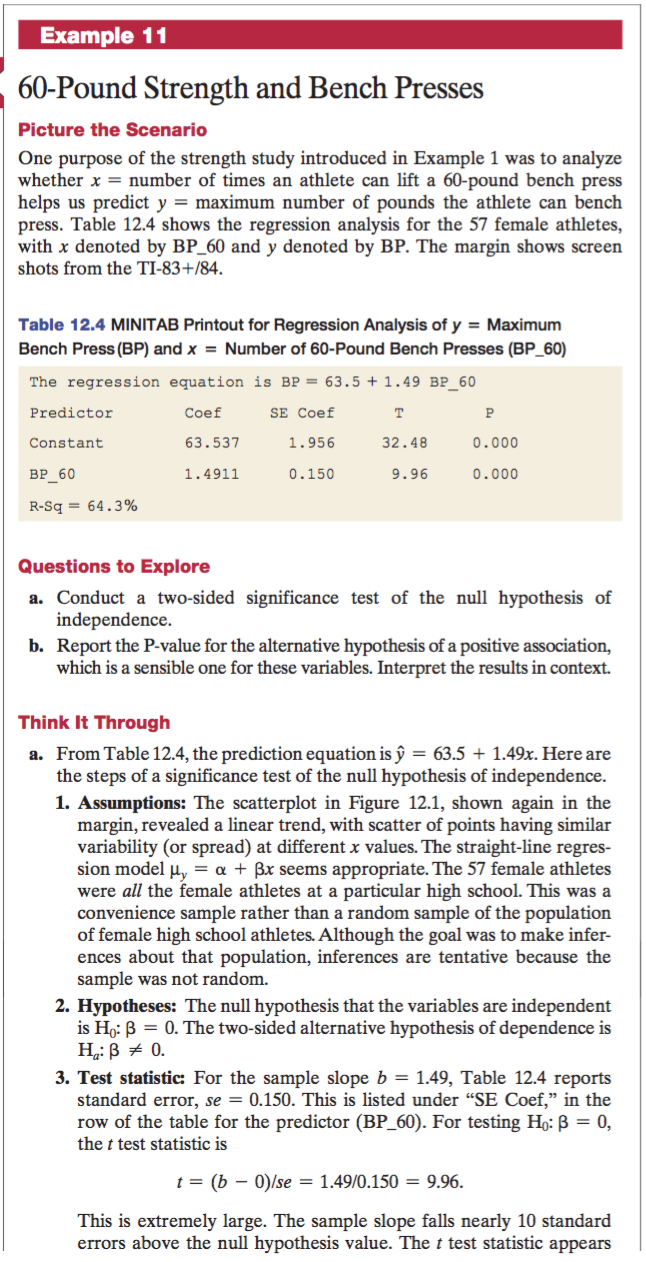 Example 11
60-Pound Strength and Bench Presses
Picture the Scenario
One purpose of the strength study introduced in Example 1 was to analyze
whether x = number of times an athlete can lift a 60-pound bench press
helps us predict y = maximum number of pounds the athlete can bench
press. Table 12.4 shows the regression analysis for the 57 female athletes,
with x denoted by BP_60 and y denoted by BP. The margin shows screen
shots from the TI-83+/84.
Table 12.4 MINITAB Printout for Regression Analysis of y = Maximum
Bench Press (BP) and x = Number of 60-Pound Bench Presses (BP_60)
The regression equation is BP = 63.5 + 1.49 BP_60
Predictor Coef SE Coef T P
Constant 63.537 1.956 32.48 0.000
BP_60 1.4911 0.150 9.96 0.000
R-Sq = 64.3%
Questions to Explore
a. Conduct a two-sided significance test of the null hypothesis of
independence.
b. Report the P-value for the alternative hypothesis of a positive association,
which is a sensible one for these variables. Interpret the results in context.
Think It Through
a. From Table 12.4, the prediction equation is ŷ = 63.5 + 1.49x. Here are
the steps of a significance test of the null hypothesis of independence.
1. Assumptions: The scatterplot in Figure 12.1, shown again in the
margin, revealed a linear trend, with scatter of points having similar
variability (or spread) at different x values. The straight-line regres-
sion model μy = α + βx seems appropriate. The 57 female athletes
were all the female athletes at a particular high school. This was a
convenience sample rather than a random sample of the population
of female high school athletes. Although the goal was to make infer-
ences about that population, inferences are tentative because the
sample was not random.
2. Hypotheses: The null hypothesis that the variables are independent
is H₀: β = 0. The two-sided alternative hypothesis of dependence is
Hₐ: β ≠ 0.
3. Test statistic: For the sample slope b = 1.49, Table 12.4 reports
standard error, se = 0.150. This is listed under “SE Coef,” in the
row of the table for the predictor (BP_60). For testing H₀: β = 0,
the t test statistic is
t = (b − 0)/se = 1.49/0.150 = 9.96.
This is extremely large. The sample slope falls nearly 10 standard
errors above the null hypothesis value. The t test statistic appears